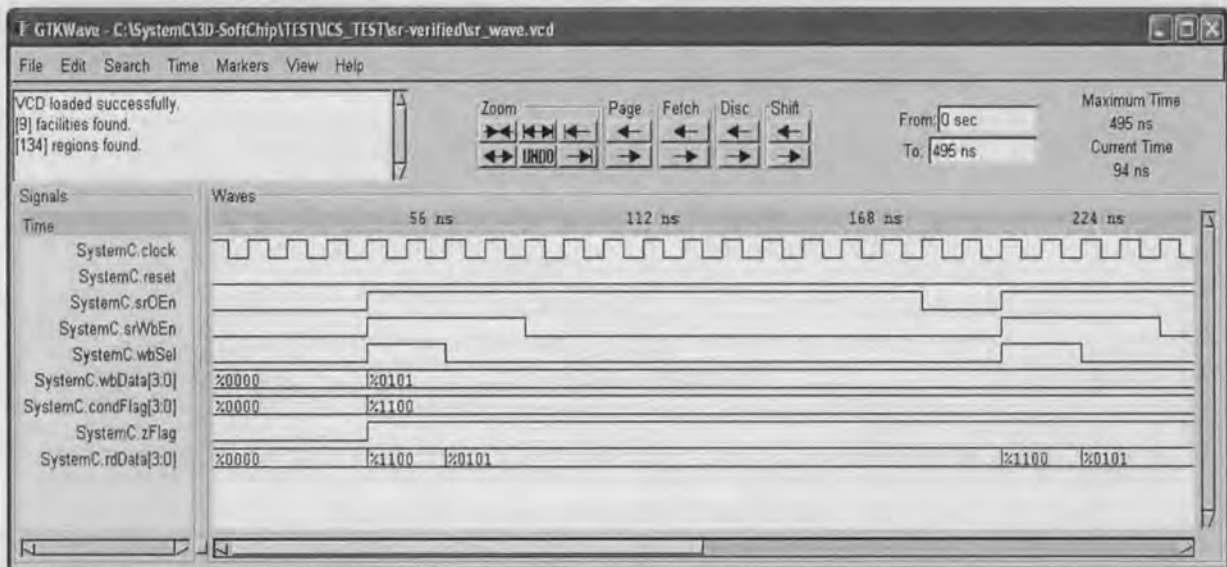 GTKWave - C:\SystemC\3D-SoftChip\TEST\ICS_TEST\sr-verified\sr_wave.vcd
File Edit Search Time Markers View Help
VCD loaded successfully.
[9] facilities found.
[134] regions found.
Zoom Page Fetch Disc Shift
UNDO
From: 0 sec
To: 495 ns
Maximum Time
495 ns
Current Time
94 ns
Signals Waves
Time 56 ns 112 ns 168 ns 224 ns
SystemC.clock
SystemC.reset
SystemC.srOEn
SystemC.srWbEn
SystemC.wbSel
SystemC.wbData[3:0] %0000 %0101
SystemC.condFlag[3:0] %0000 %1100
SystemC.zFlag
SystemC.rdData[3:0] %0000 %1100 %0101 %1100 %0101